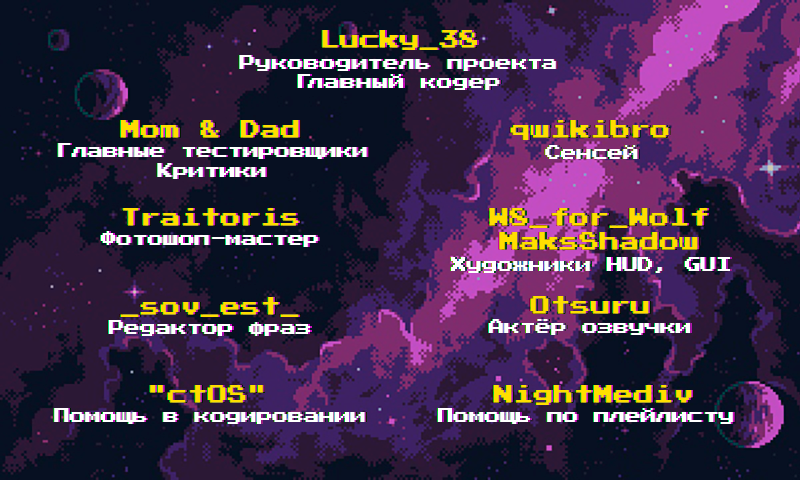 Lucky_38
Руководитель проекта
Главный кодер
Mom & Dad
Главные тестировщики
Критики
qwikibro
Сенсей
Traitoris
Фотошоп-мастер
W8_for_Wolf
MaksShadow
Художники HUD, GUI
_sov_est_
Редактор фраз
Otsuru
Актёр озвучки
"ctOS"
Помощь в кодировании
NightMediv
Помощь по плейлисту